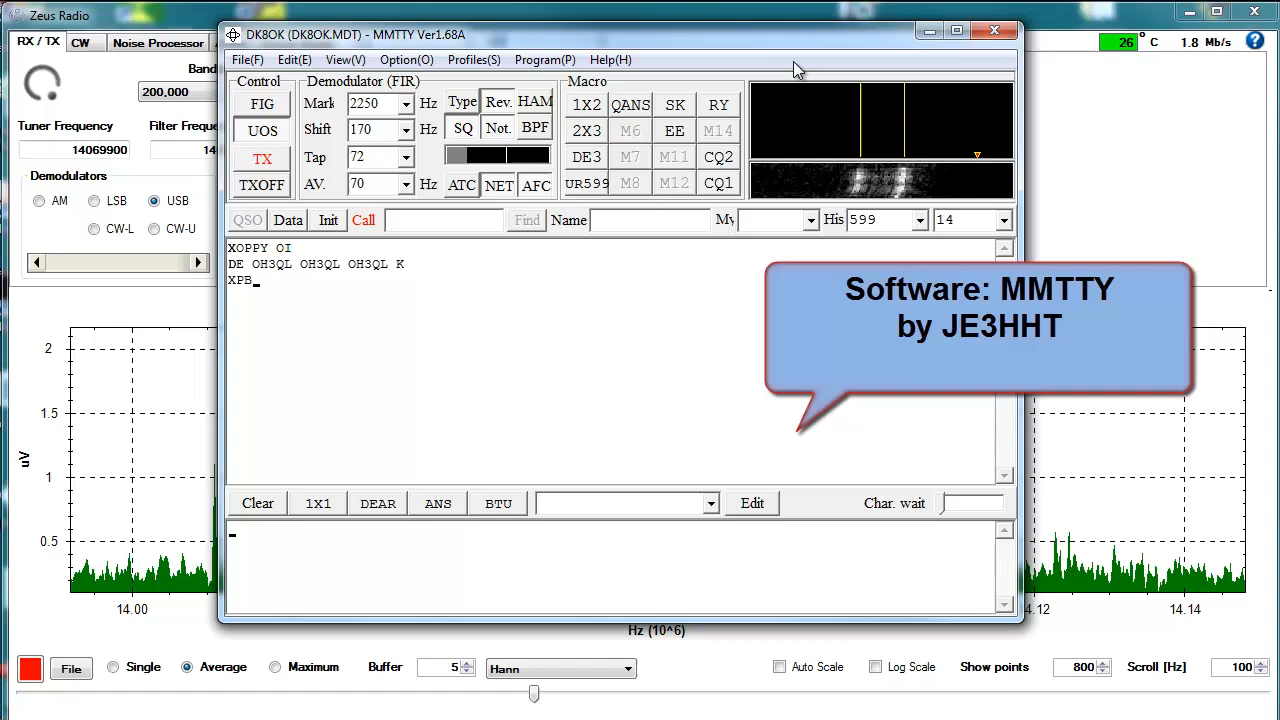 Zeus Radio
RX / TX
CW
Noise Processor
26 ° C
1.8 Mb/s
200,000
Tuner Frequency
14069900
Demodulators
AM
LSB
USB
CW-L
CW-U
DK8OK (DK8OK.MDT) - MMTTY Ver1.68A
File(F) Edit(E) View(V) Option(O) Profiles(S) Program(P) Help(H)
Control
Demodulator (FIR)
Macro
FIG
Mark 2250 Hz Type Rev. HAM
1X2 QANS SK RY
UOS
Shift 170 Hz SQ Not. BPF
2X3 M6 EE M14
TX
Tap 72
DE3 M7 M11 CQ2
TXOFF
AV. 70 Hz ATC NET AFC
UR599 M8 M12 CQ1
QSO Data Init Call Find Name My His 599 14
XOPPY OI
DE OH3QL OH3QL OH3QL K
XPB
Software: MMTTY
by JE3HHT
Clear 1X1 DEAR ANS BTU Edit Char. wait
2
1.5
1
0.5
uV
14.00
14.12
14.14
Hz (10^6)
File
Single
Average
Maximum
Buffer 5
Hann
Auto Scale
Log Scale
Show points 800
Scroll [Hz] 100